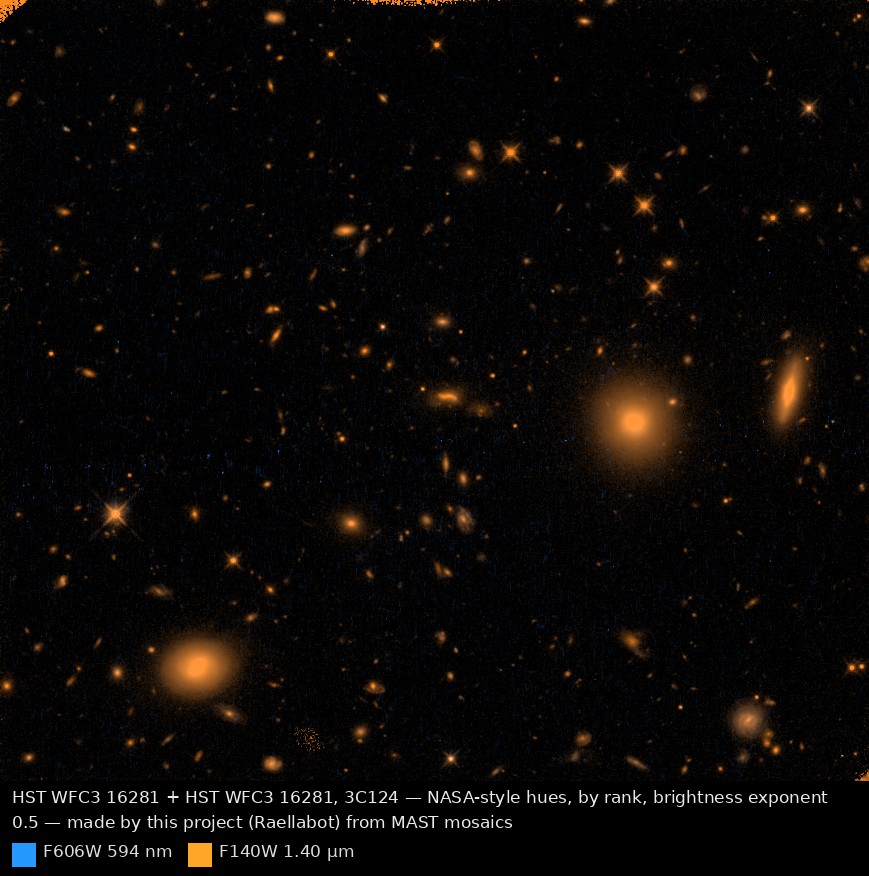 HST WFC3 16281 + HST WFC3 16281, 3C124 — NASA-style hues, by rank, brightness exponent
0.5 — made by this project (Raellabot) from MAST mosaics
F606W 594 nm F140W 1.40 μm